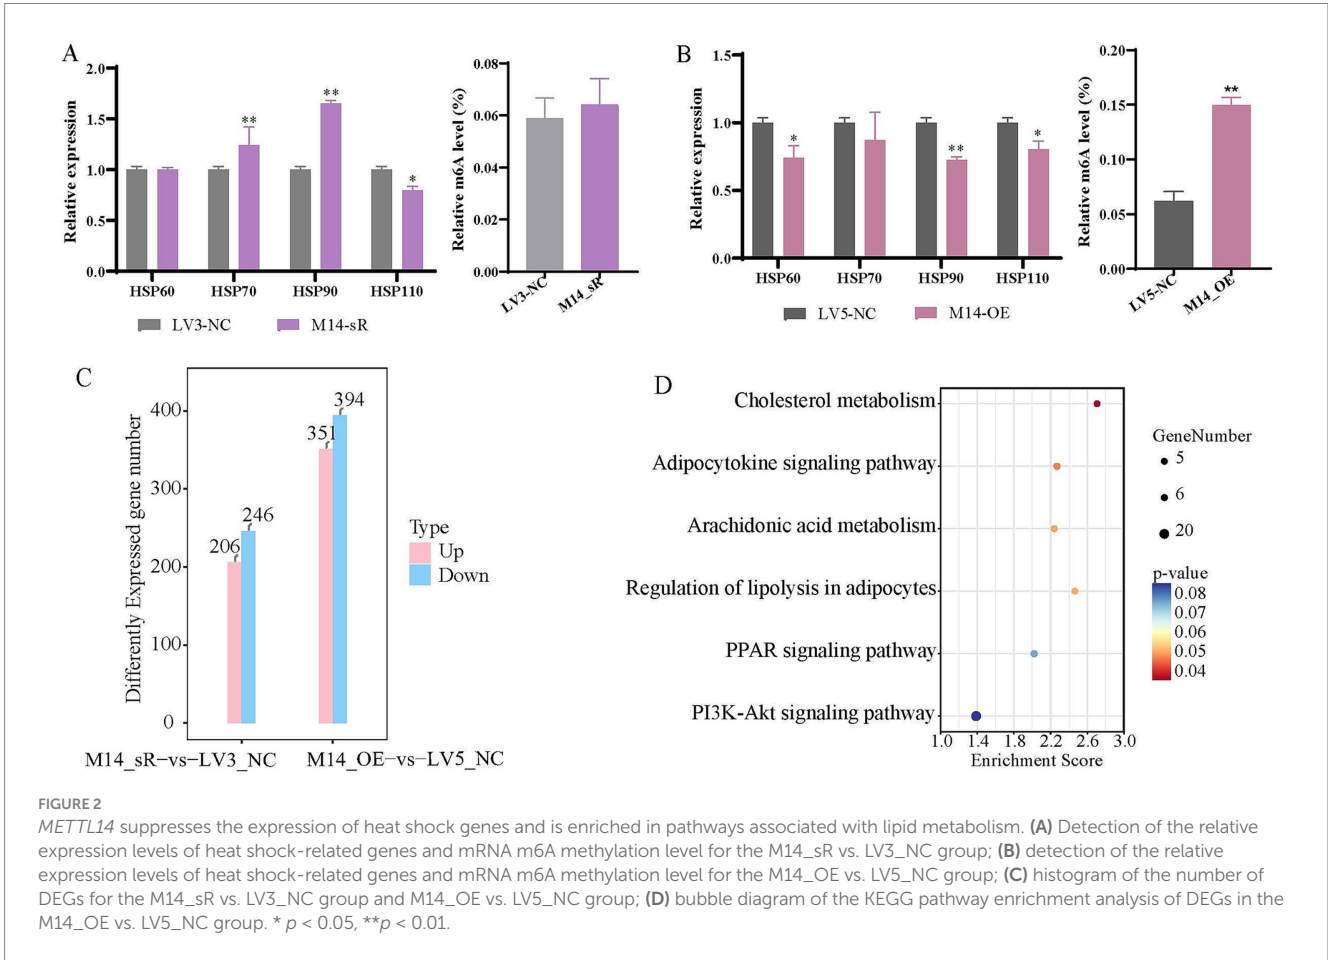 A
Relative expression
2.0
1.5
1.0
0.5
0.0
**
**
*
HSP60 HSP70 HSP90 HSP110
LV3-NC M14-sR
Relative m6A level (%)
0.08
0.06
0.04
0.02
0.00
LV3-NC M14_sR
B
Relative expression
1.5
1.0
0.5
0.0
*
**
*
HSP60 HSP70 HSP90 HSP110
LV5-NC M14-OE
Relative m6A level (%)
0.20
0.15
0.10
0.05
0.00
**
LV5-NC M14_OE
C
Differently Expressed gene number
400
300
200
100
0
206 246 351 394
M14_sR-vs-LV3_NC M14_OE-vs-LV5_NC
Type
Up
Down
D
Cholesterol metabolism
Adipocytokine signaling pathway
Arachidonic acid metabolism
Regulation of lipolysis in adipocytes
PPAR signaling pathway
PI3K-Akt signaling pathway
1.0 1.4 1.8 2.2 2.6 3.0
Enrichment Score
GeneNumber
5
6
20
p-value
0.08
0.07
0.06
0.05
0.04
FIGURE 2
METTL14 suppresses the expression of heat shock genes and is enriched in pathways associated with lipid metabolism. (A) Detection of the relative
expression levels of heat shock-related genes and mRNA m6A methylation level for the M14_sR vs. LV3_NC group; (B) detection of the relative
expression levels of heat shock-related genes and mRNA m6A methylation level for the M14_OE vs. LV5_NC group; (C) histogram of the number of
DEGs for the M14_sR vs. LV3_NC group and M14_OE vs. LV5_NC group; (D) bubble diagram of the KEGG pathway enrichment analysis of DEGs in the
M14_OE vs. LV5_NC group. * p < 0.05, **p < 0.01.